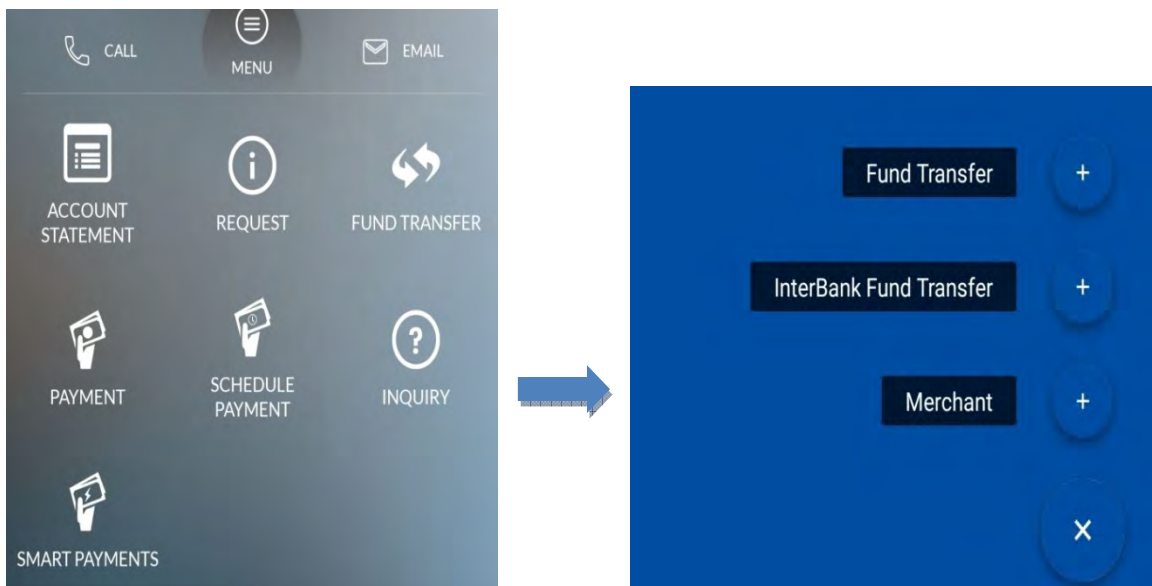 CALL
MENU
EMAIL
ACCOUNT
STATEMENT
REQUEST
FUND TRANSFER
PAYMENT
SCHEDULE
PAYMENT
INQUIRY
SMART PAYMENTS
Fund Transfer
InterBank Fund Transfer
Merchant